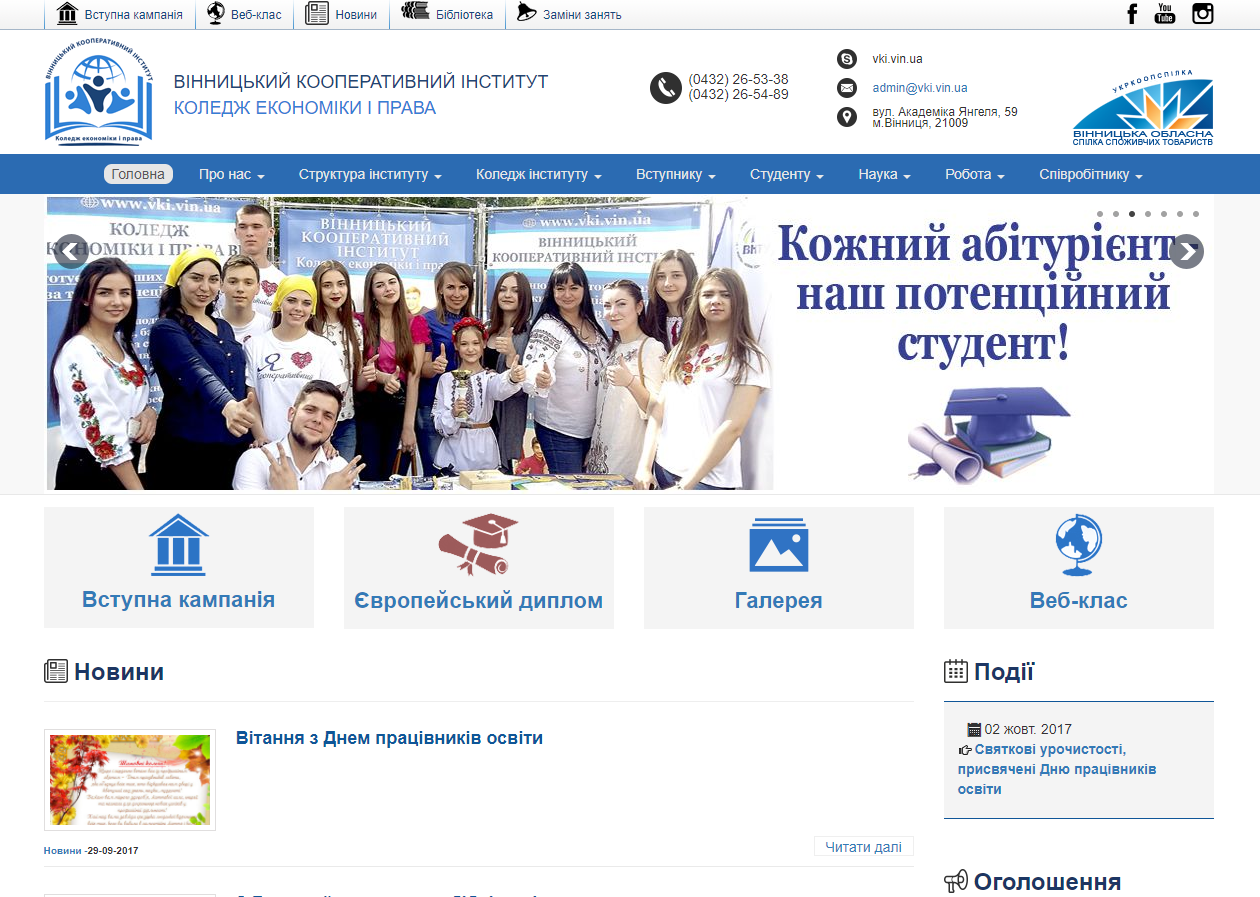 Вступна кампанія
Веб-клас
Новини
Бібліотека
Заміни занять
You
Tube
ВІННИЦЬКИЙ КООПЕРАТИВНИЙ ІНСТИТУТ
Коледж економіки і права
ВІННИЦЬКИЙ КООПЕРАТИВНИЙ ІНСТИТУТ
КОЛЕДЖ ЕКОНОМІКИ І ПРАВА
(0432) 26-53-38
(0432) 26-54-89
vki.vin.ua
admin@vki.vin.ua
вул. Академіка Янгеля, 59
м.Вінниця, 21009
УКРКООПСПІЛКА
ВІННИЦЬКА ОБЛАСНА
СПІЛКА СПОЖИВЧИХ ТОВАРИСТВ
Головна
Про нас
Структура інституту
Коледж інституту
Вступнику
Студенту
Наука
Робота
Співробітнику
www.vki.vin.ua
КОЛЕДЖ
ВІННИЦЬКИЙ
КООПЕРАТИВНИЙ
ІНСТИТУТ
www.vki.vin.ua
ВІННИЦЬКИЙ
КООПЕРАТИВНИЙ
Я
Кожний абітурієнт-
наш потенційний
студент!
Вступна кампанія
Європейський диплом
Галерея
Веб-клас
Новини
Вітання з Днем працівників освіти
Новини -29-09-2017
Читати далі
Події
02 жовт. 2017
Святкові урочистості,
присвячені Дню працівників
освіти
Оголошення